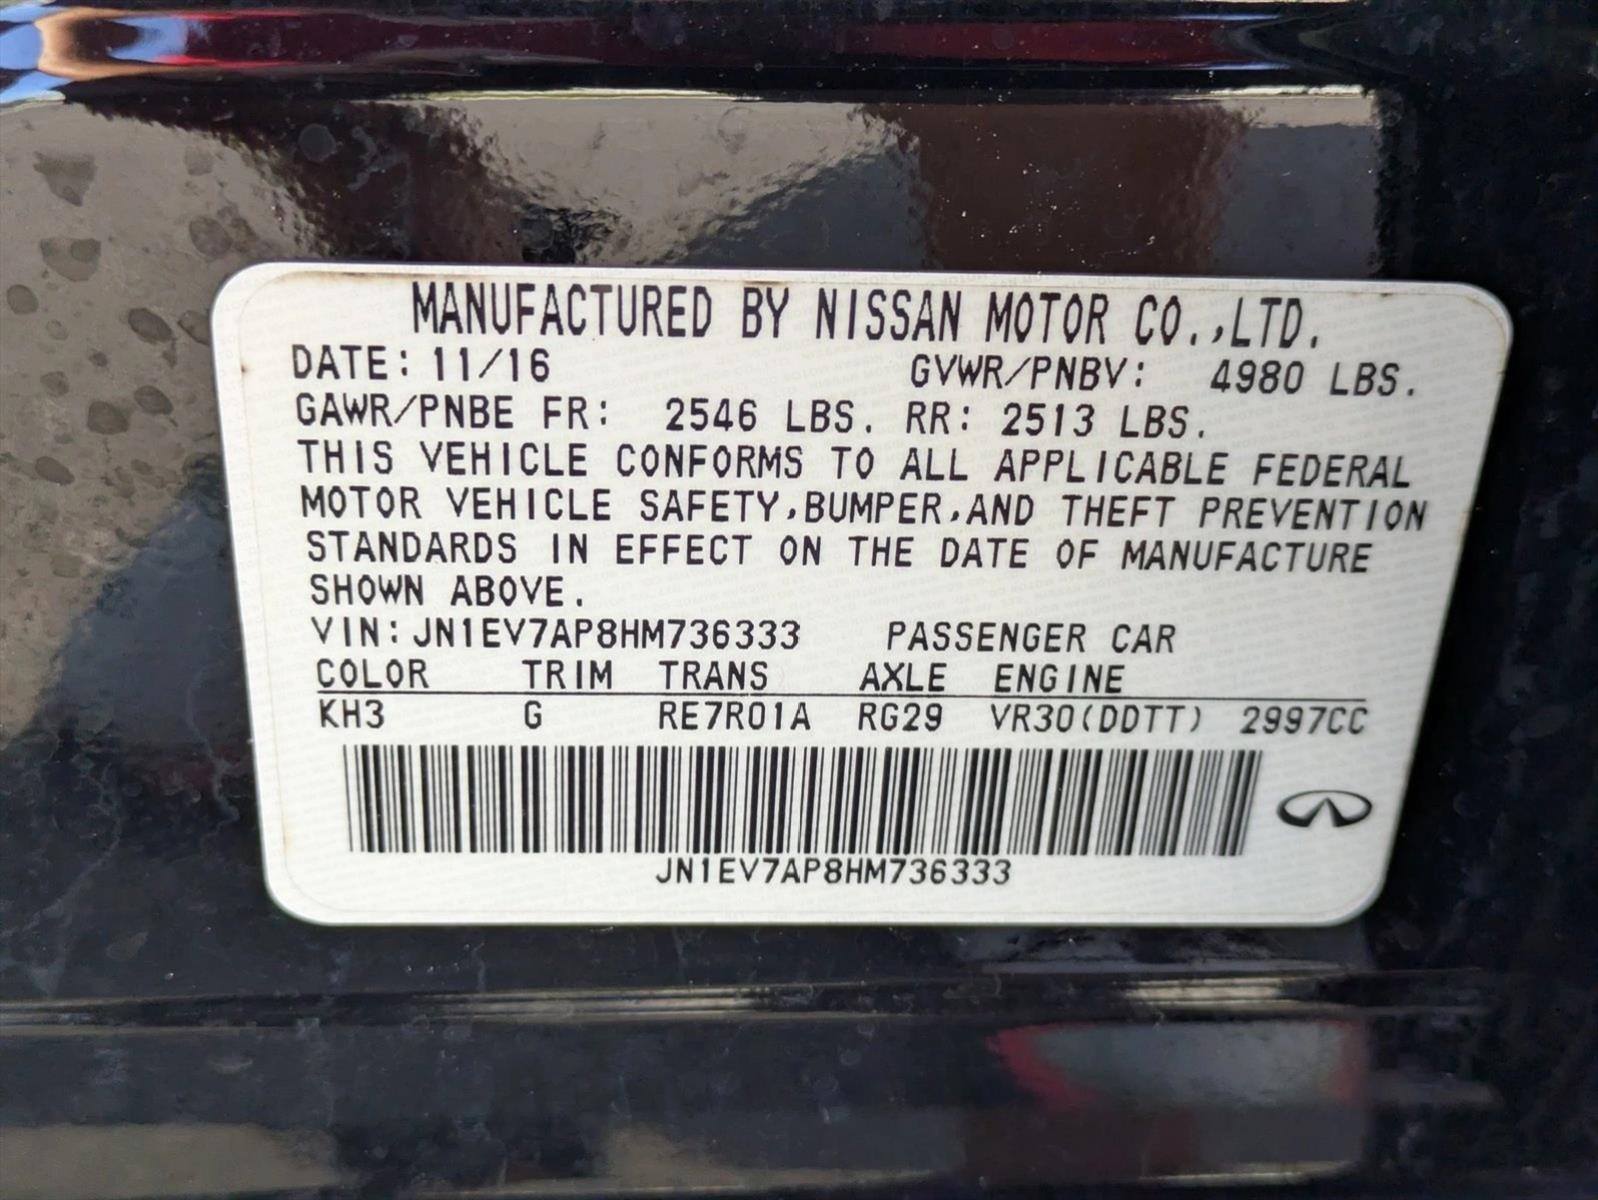 MANUFACTURED BY NISSAN MOTOR CO.,LTD.
DATE: 11/16 GVWR/PNBV: 4980 LBS.
GAWR/PNBE FR: 2546 LBS. RR: 2513 LBS.
THIS VEHICLE CONFORMS TO ALL APPLICABLE FEDERAL
MOTOR VEHICLE SAFETY,BUMPER,AND THEFT PREVENTION
STANDARDS IN EFFECT ON THE DATE OF MANUFACTURE
SHOWN ABOVE.
VIN: JN1EV7AP8HM736333 PASSENGER CAR
COLOR TRIM TRANS AXLE ENGINE
KH3 G RE7R01A RG29 VR30(DDTT) 2997CC
JN1EV7AP8HM736333